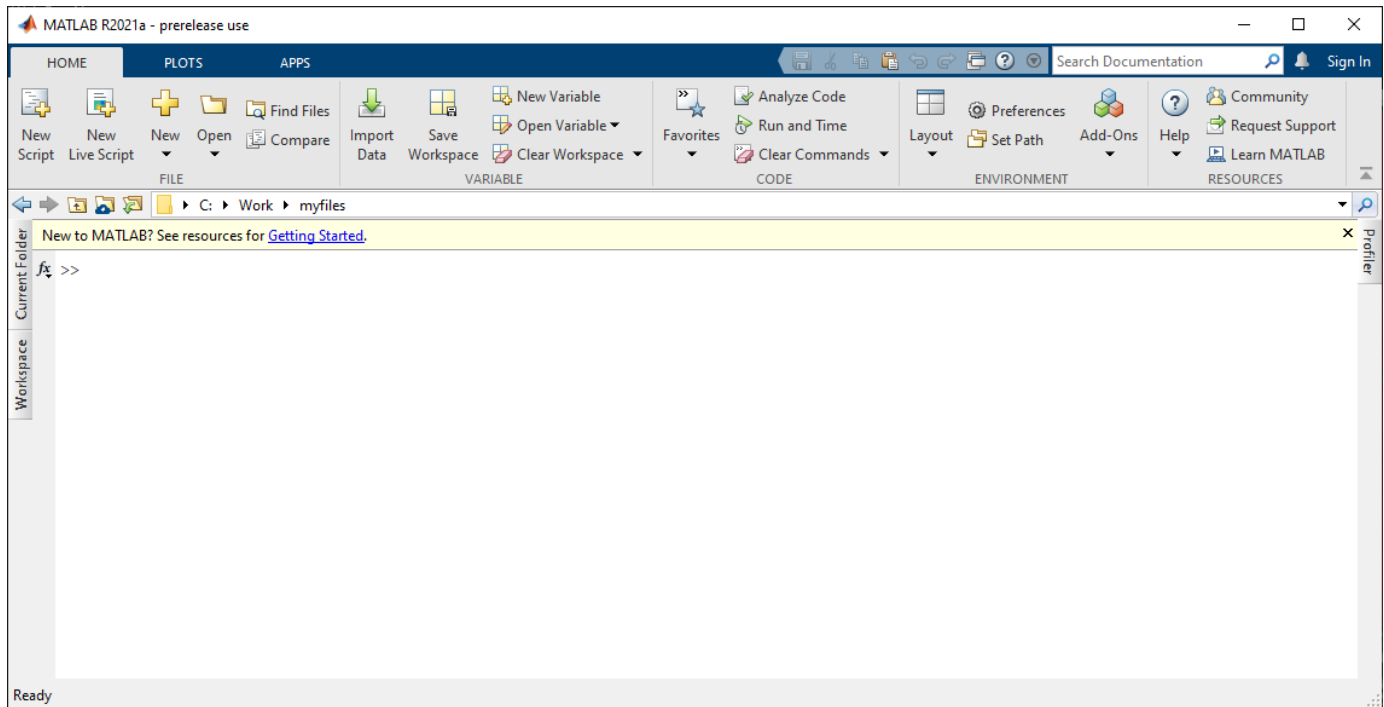 MATLAB R2021a - prerelease use
HOME PLOTS APPS Search Documentation Sign In
New Script
New Live Script
New
Open
Find Files
Compare
FILE
Import Data
Save Workspace
New Variable
Open Variable
Clear Workspace
VARIABLE
Favorites
Analyze Code
Run and Time
Clear Commands
CODE
Layout
Preferences
Set Path
Add-Ons
ENVIRONMENT
Help
Community
Request Support
Learn MATLAB
RESOURCES
C: Work myfiles
Current Folder
Workspace
New to MATLAB? See resources for Getting Started.
fx >>
Profiler
Ready